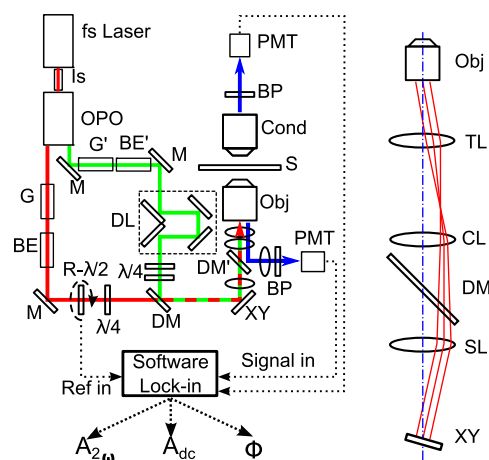 fs Laser
Is
OPO
G'
BE'
M
M
G
BE
DL
R-λ/2
λ/4
λ/4
M
DM
DM'
XY
PMT
BP
Cond
S
Obj
PMT
BP
Software
Lock-in
Ref in
Signal in
A2ω
Adc
Φ
Obj
TL
CL
DM
SL
XY